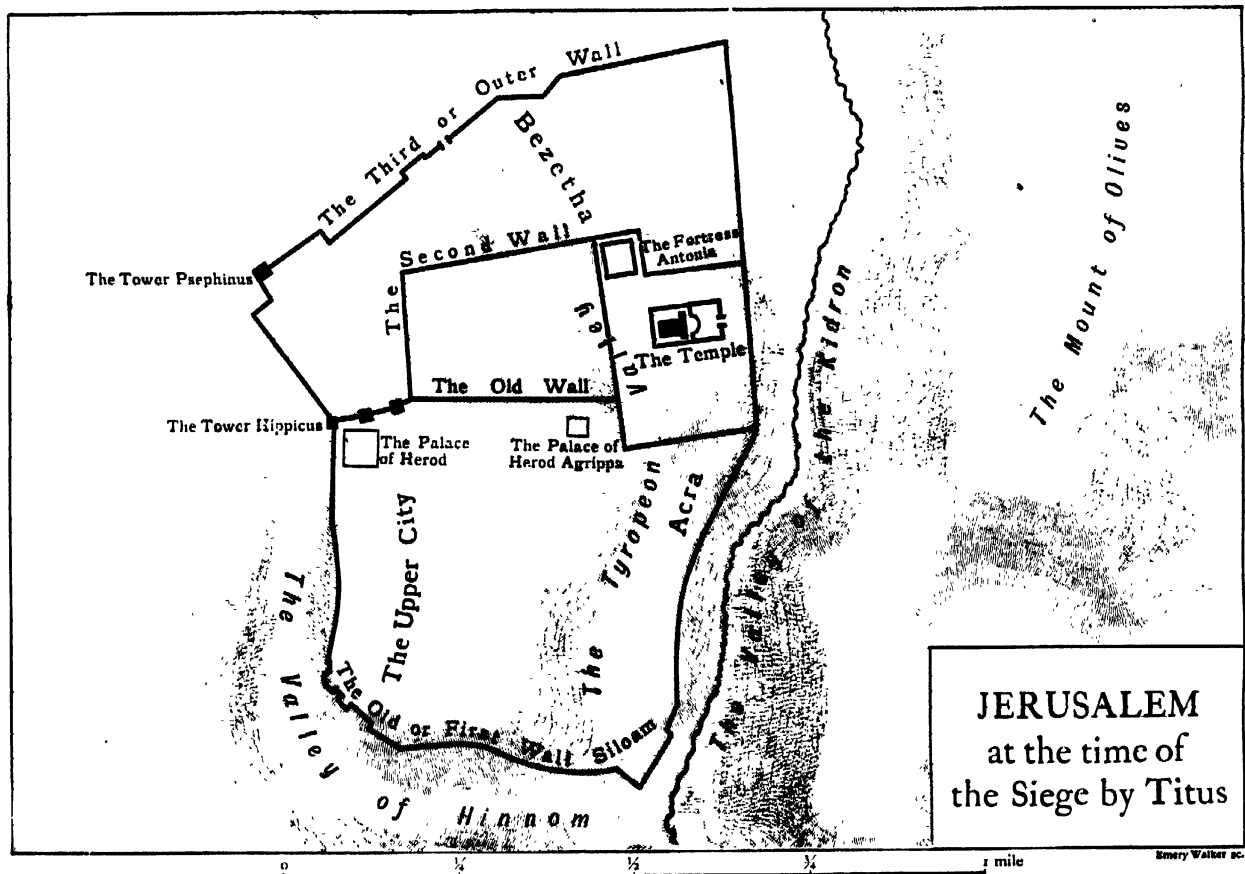 The Third or Outer Wall
Bezetha
The Mount of Olives
The Second Wall
The Fortress
Antonia
The Tower Psephinus
Valley
The Temple
The Old Wall
The Tower Hippicus
The Palace
of Herod
The Palace of
Herod Agrippa
The Tyropeon
Acra
The Upper City
The Valley of the Kidron
The Old or First Wall
Siloam
The Valley of Hinnom
JERUSALEM
at the time of
the Siege by Titus
0 ¼ ½ ¾ 1 mile
Emery Walker sc.